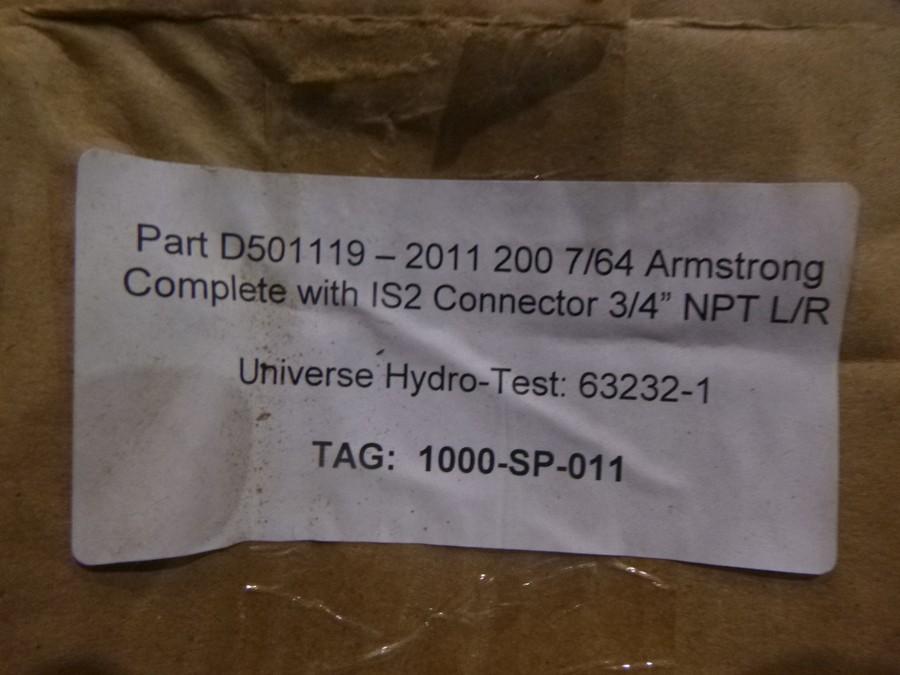 Part D501119 – 2011 200 7/64 Armstrong
Complete with IS2 Connector 3/4” NPT L/R
Universe Hydro-Test: 63232-1
TAG: 1000-SP-011